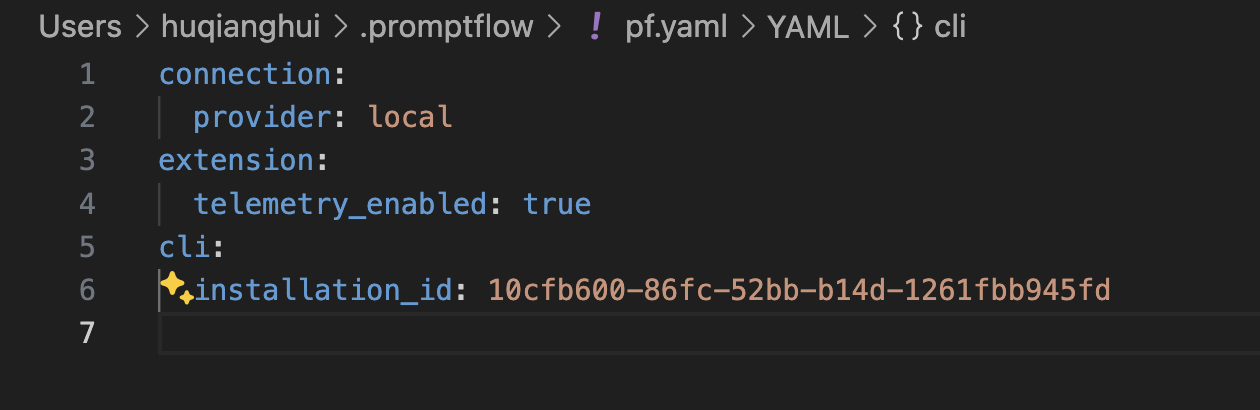 Users > huqianghui > .promptflow > ! pf.yaml > YAML > {} cli
1 connection:
2   provider: local
3 extension:
4   telemetry_enabled: true
5 cli:
6   installation_id: 10cfb600-86fc-52bb-b14d-1261fbb945fd
7